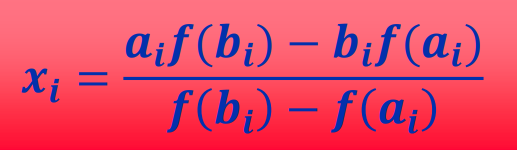 xᵢ = (aᵢf(bᵢ) − bᵢf(aᵢ)) / (f(bᵢ) − f(aᵢ))